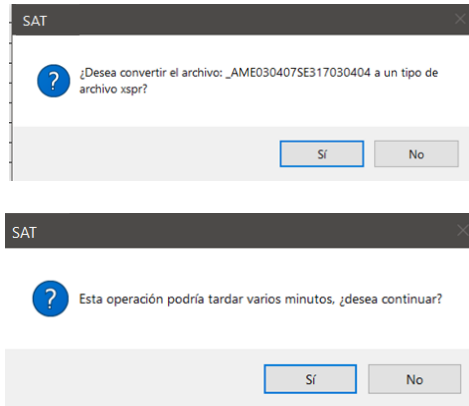 SAT
¿Desea convertir el archivo: _AME030407SE317030404 a un tipo de
archivo xspr?
Sí
No
SAT
Esta operación podría tardar varios minutos, ¿desea continuar?
Sí
No